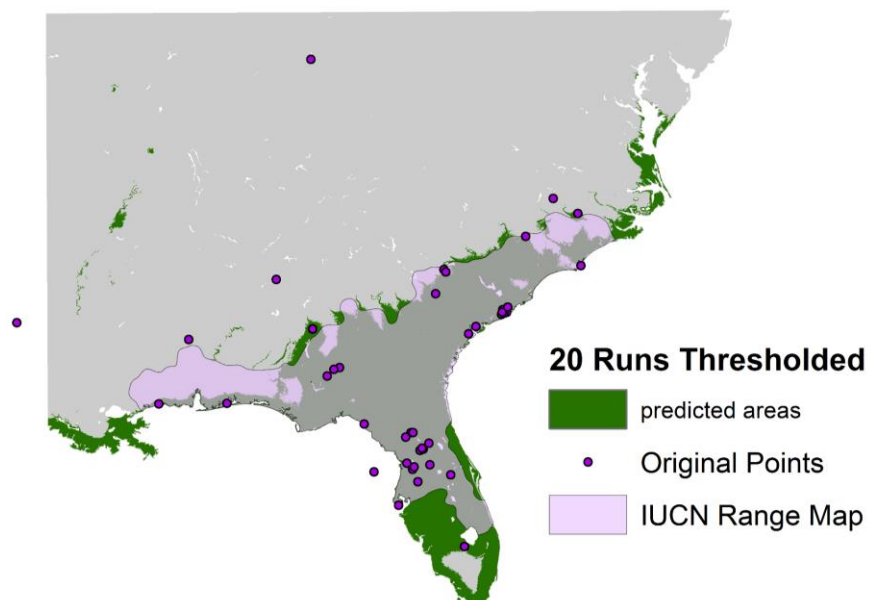 20 Runs Thresholded
predicted areas
Original Points
IUCN Range Map